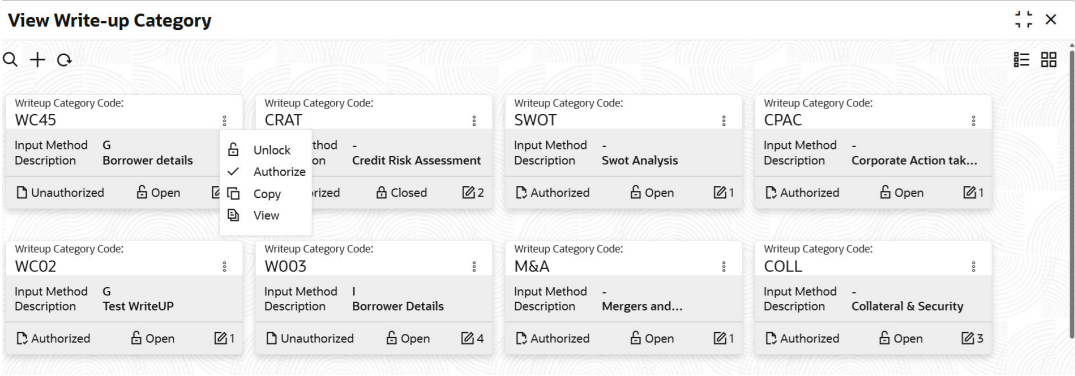 View Write-up Category
Writeup Category Code:
WC45
Input Method G
Description Borrower details
Unauthorized Open
Unlock
Authorize
Copy
View
Writeup Category Code:
CRAT
-
Credit Risk Assessment
Closed 2
Writeup Category Code:
SWOT
Input Method -
Description Swot Analysis
Authorized Open 1
Writeup Category Code:
CPAC
Input Method -
Description Corporate Action tak...
Authorized Open 1
Writeup Category Code:
WC02
Input Method G
Description Test WriteUP
Authorized Open 1
Writeup Category Code:
W003
Input Method I
Description Borrower Details
Unauthorized Open 4
Writeup Category Code:
M&A
Input Method -
Description Mergers and...
Authorized Open 1
Writeup Category Code:
COLL
Input Method -
Description Collateral & Security
Authorized Open 3